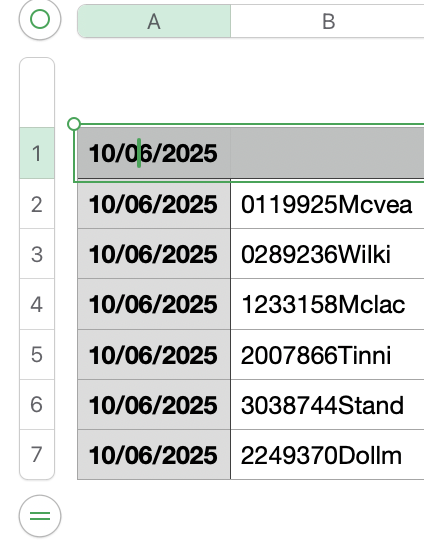 A B
1 10/06/2025
2 10/06/2025 0119925Mcvea
3 10/06/2025 0289236Wilki
4 10/06/2025 1233158Mclac
5 10/06/2025 2007866Tinni
6 10/06/2025 3038744Stand
7 10/06/2025 2249370Dollm